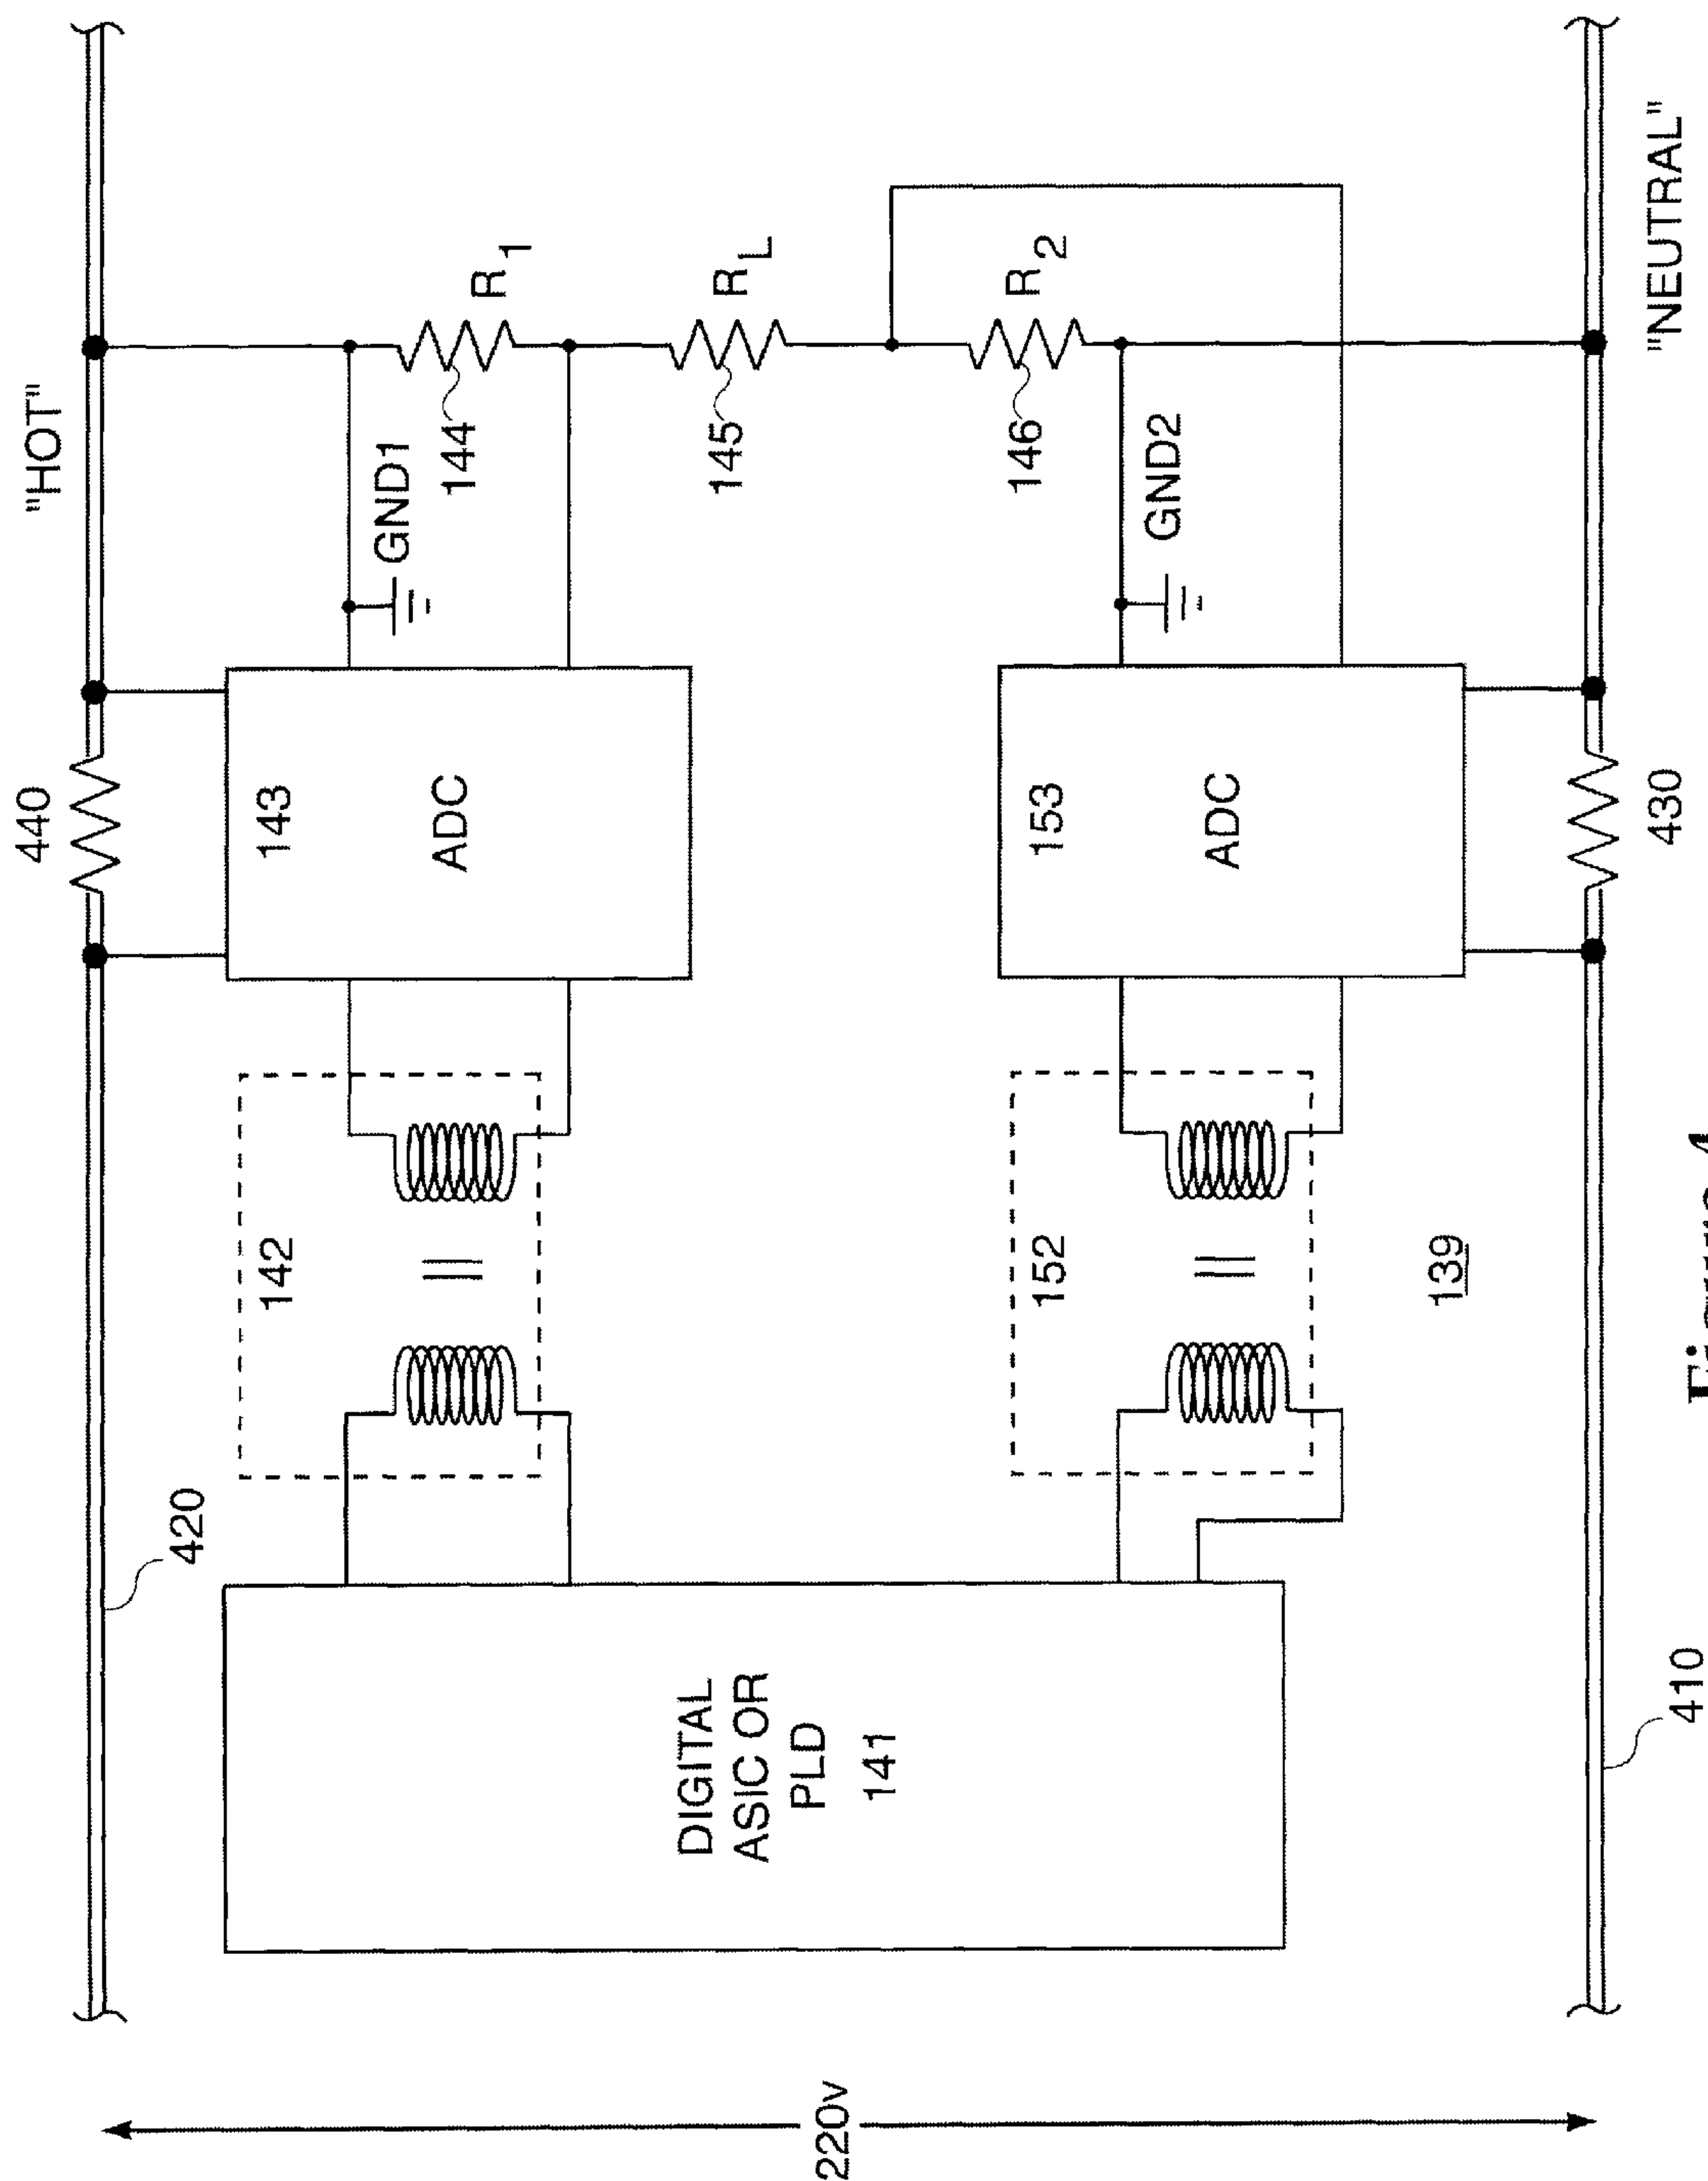 "HOT"
440
420
143
ADC
GND1
144
R1
142
145
RL
DIGITAL
ASIC OR
PLD
141
220v
146
R2
153
ADC
GND2
152
139
430
410
"NEUTRAL"